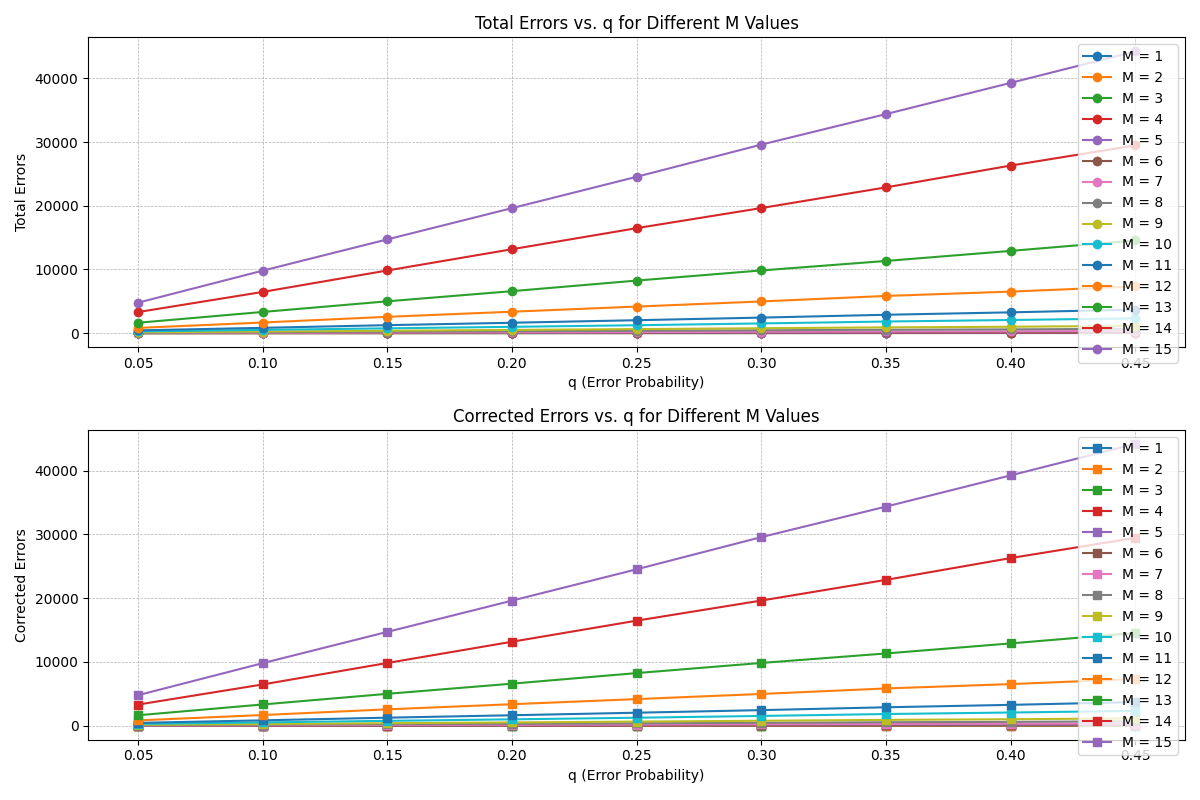 Total Errors vs. q for Different M Values
Total Errors
40000
30000
20000
10000
0
0.05 0.10 0.15 0.20 0.25 0.30 0.35 0.40 0.45
q (Error Probability)
M = 1
M = 2
M = 3
M = 4
M = 5
M = 6
M = 7
M = 8
M = 9
M = 10
M = 11
M = 12
M = 13
M = 14
M = 15
Corrected Errors vs. q for Different M Values
Corrected Errors
40000
30000
20000
10000
0
0.05 0.10 0.15 0.20 0.25 0.30 0.35 0.40 0.45
q (Error Probability)
M = 1
M = 2
M = 3
M = 4
M = 5
M = 6
M = 7
M = 8
M = 9
M = 10
M = 11
M = 12
M = 13
M = 14
M = 15